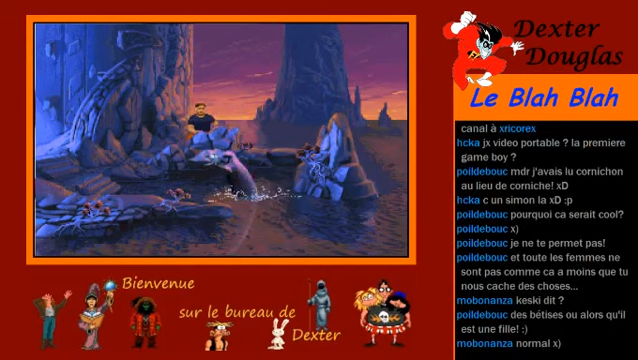 Dexter
Douglas
Le Blah Blah
canal à xricorex
hcka jx video portable ? la premiere
game boy ?
poildebouc mdr j'avais lu cornichon
au lieu de corniche! xD
hcka c un simon la xD :p
poildebouc pourquoi ca serait cool?
poildebouc x)
poildebouc je ne te permet pas!
poildebouc et toute les femmes ne
sont pas comme ca a moins que tu
nous cache des choses...
mobonanza keski dit ?
poildebouc des bétises ou alors qu'il
est une fille! :)
mobonanza normal x)
Bienvenue
sur le bureau de
Dexter